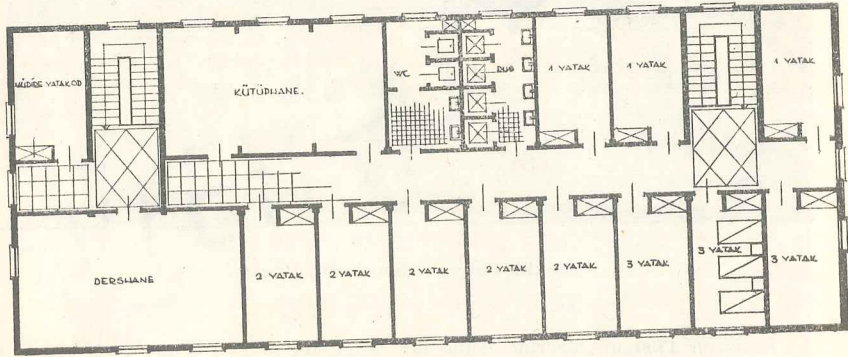 MÜDİRE YATAK OD
KÜTÜPHANE.
WC
DUŞ
1 YATAK
1 YATAK
1 YATAK
DERSHANE
2 YATAK
2 YATAK
2 YATAK
2 YATAK
2 YATAK
3 YATAK
3 YATAK
3 YATAK